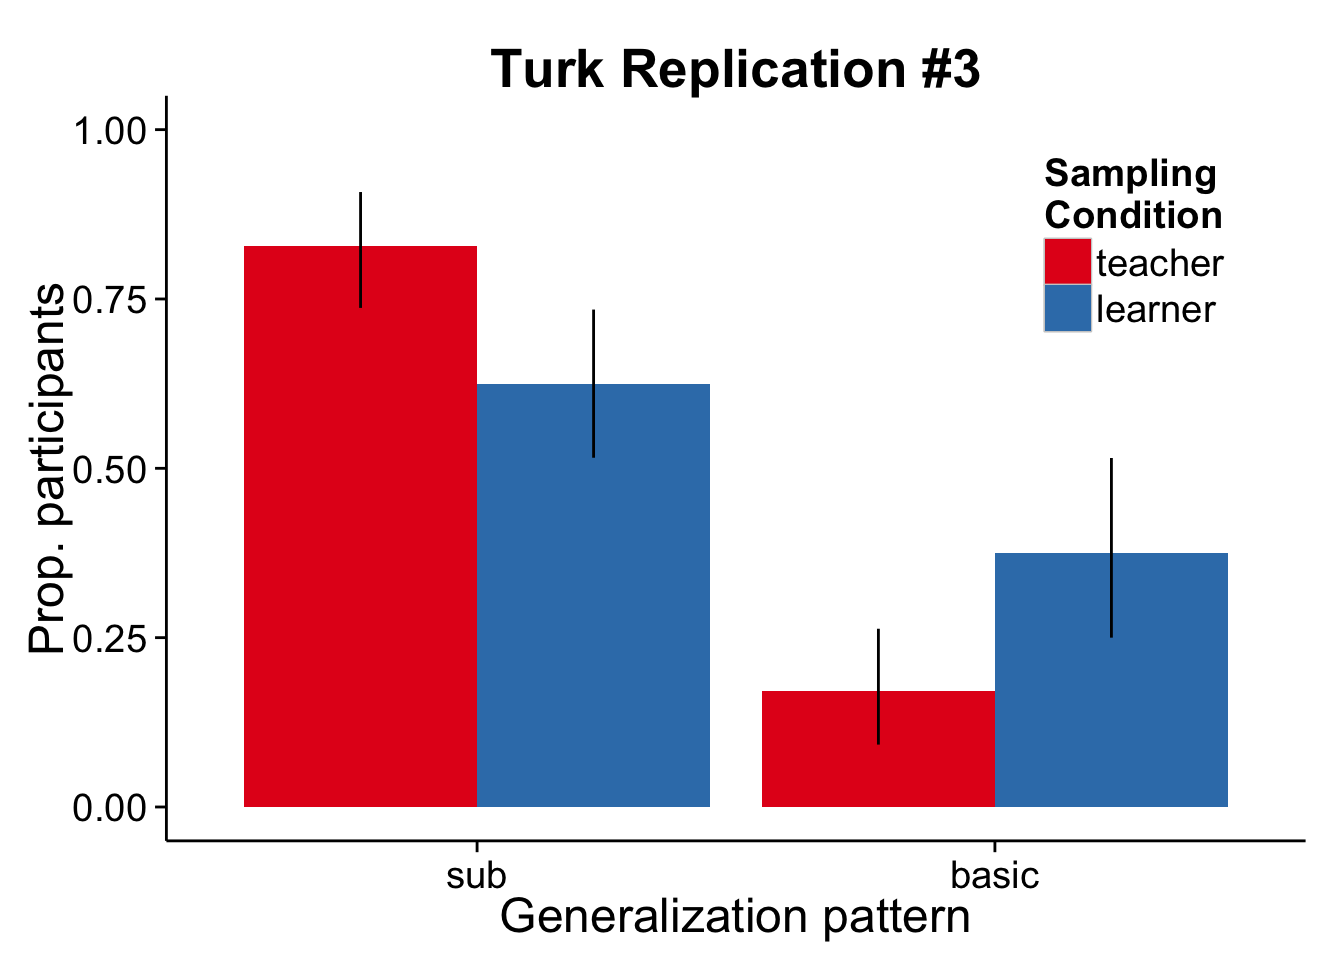 Turk Replication #3
Prop. participants
1.00
0.75
0.50
0.25
0.00
Sampling
Condition
teacher
learner
sub
basic
Generalization pattern